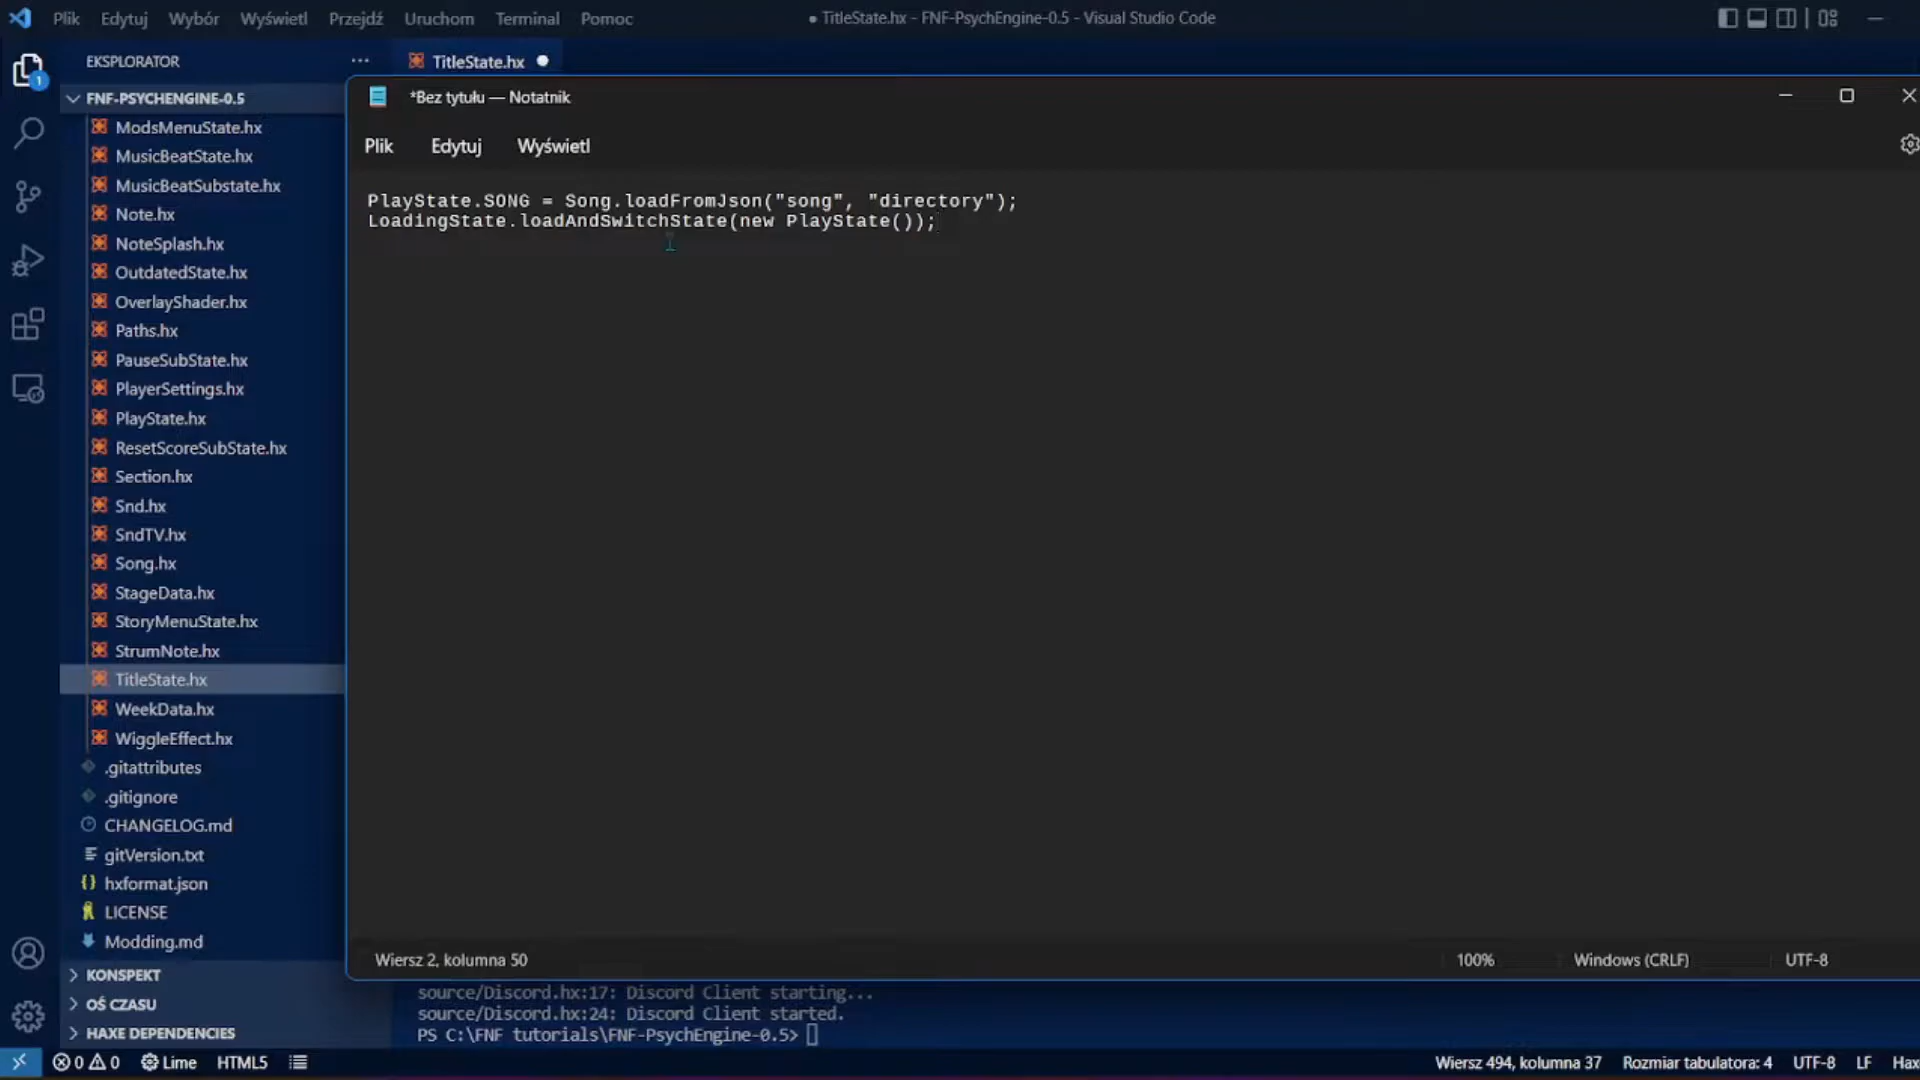 Plik Edytuj Wybór Wyświetl Przejdź Uruchom Terminal Pomoc
● TitleState.hx - FNF-PsychEngine-0.5 - Visual Studio Code
EKSPLORATOR
TitleState.hx
1
FNF-PSYCHENGINE-0.5
ModsMenuState.hx
MusicBeatState.hx
MusicBeatSubstate.hx
Note.hx
NoteSplash.hx
OutdatedState.hx
OverlayShader.hx
Paths.hx
PauseSubState.hx
PlayerSettings.hx
PlayState.hx
ResetScoreSubState.hx
Section.hx
Snd.hx
SndTV.hx
Song.hx
StageData.hx
StoryMenuState.hx
StrumNote.hx
TitleState.hx
WeekData.hx
WiggleEffect.hx
.gitattributes
.gitignore
CHANGELOG.md
gitVersion.txt
hxformat.json
LICENSE
Modding.md
KONSPEKT
OŚ CZASU
HAXE DEPENDENCIES
*Bez tytułu — Notatnik
Plik Edytuj Wyświetl
PlayState.SONG = Song.loadFromJson("song", "directory");
LoadingState.loadAndSwitchState(new PlayState());
Wiersz 2, kolumna 50
100%
Windows (CRLF)
UTF-8
source/Discord.hx:17: Discord Client starting...
source/Discord.hx:24: Discord Client started.
PS C:\FNF tutorials\FNF-PsychEngine-0.5>
0 0 Lime HTML5
Wiersz 494, kolumna 37 Rozmiar tabulatora: 4 UTF-8 LF Hax